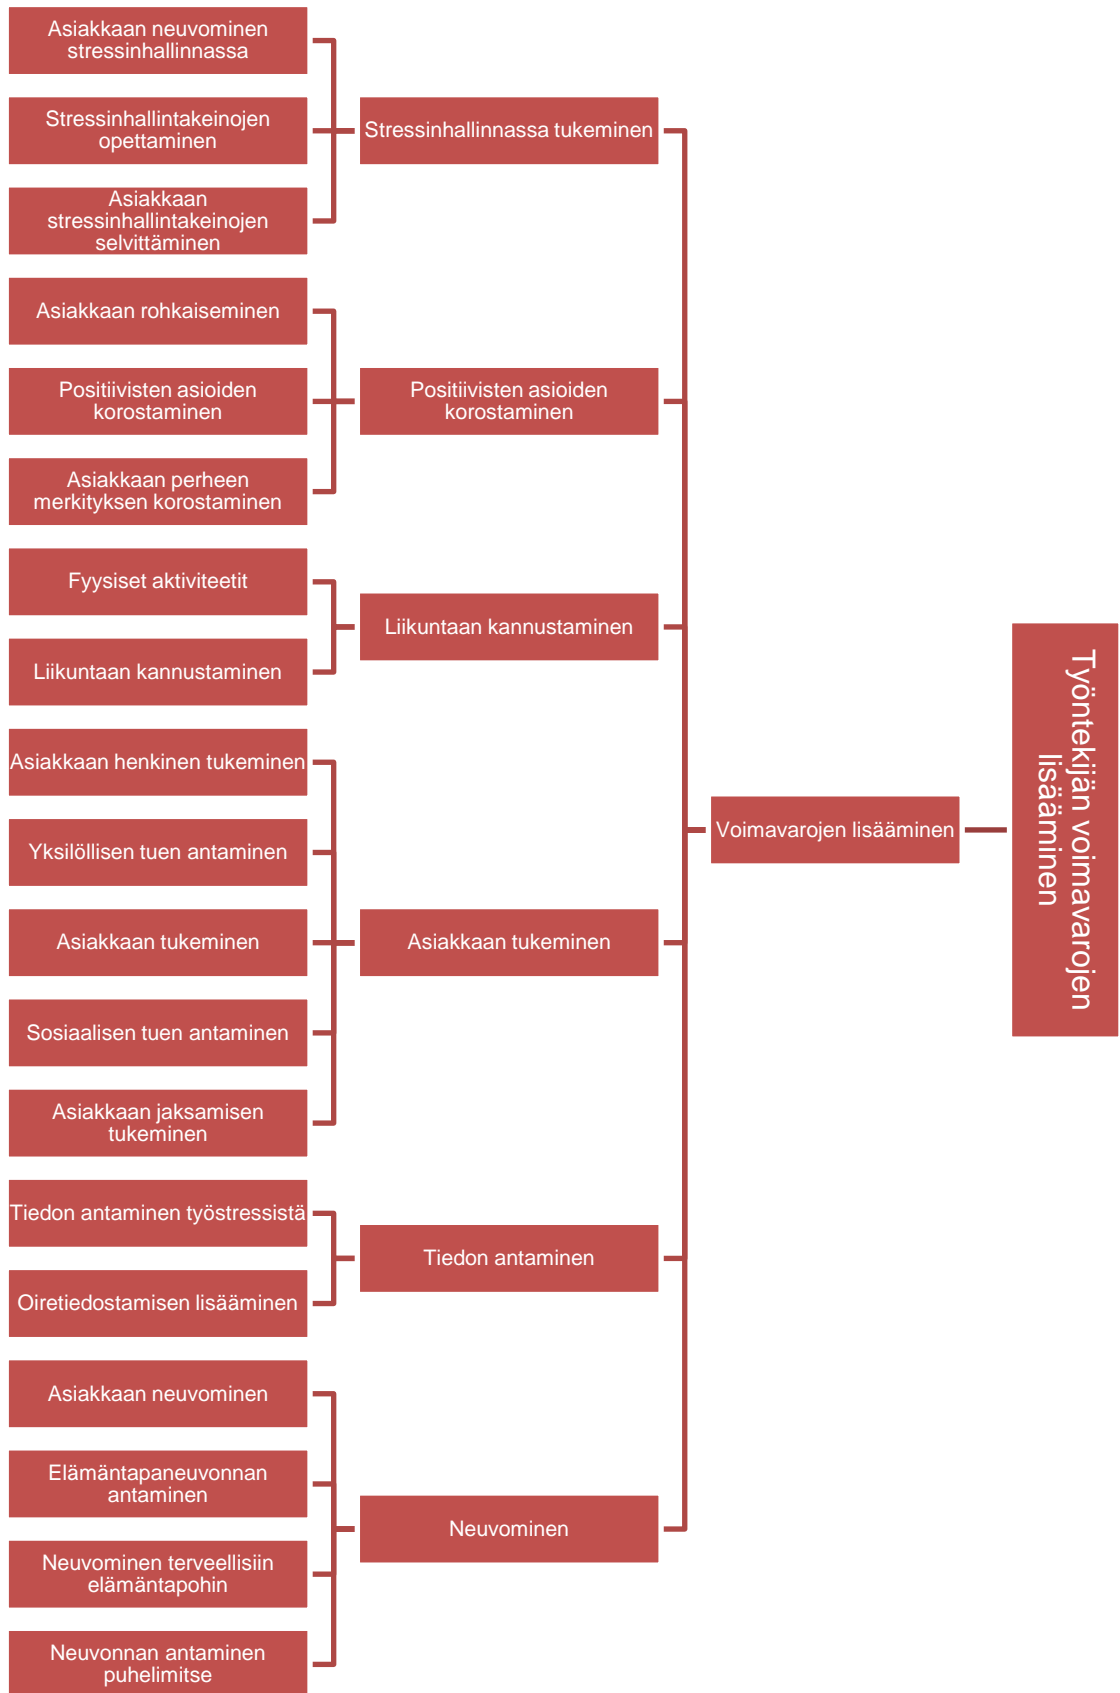 Asiakkaan neuvominen
stressinhallinnassa
Stressinhallintakeinojen
opettaminen
Asiakkaan
stressinhallintakeinojen
selvittäminen
Stressinhallinnassa tukeminen
Asiakkaan rohkaiseminen
Positiivisten asioiden
korostaminen
Asiakkaan perheen
merkityksen korostaminen
Positiivisten asioiden
korostaminen
Fyysiset aktiviteetit
Liikuntaan kannustaminen
Liikuntaan kannustaminen
Asiakkaan henkinen tukeminen
Yksilöllisen tuen antaminen
Asiakkaan tukeminen
Sosiaalisen tuen antaminen
Asiakkaan jaksamisen
tukeminen
Asiakkaan tukeminen
Tiedon antaminen työstressistä
Oiretiedostamisen lisääminen
Tiedon antaminen
Asiakkaan neuvominen
Elämäntapaneuvonnan
antaminen
Neuvominen terveellisiin
elämäntapohin
Neuvonnan antaminen
puhelimitse
Neuvominen
Voimavarojen lisääminen
Työntekijän voimavarojen
lisääminen